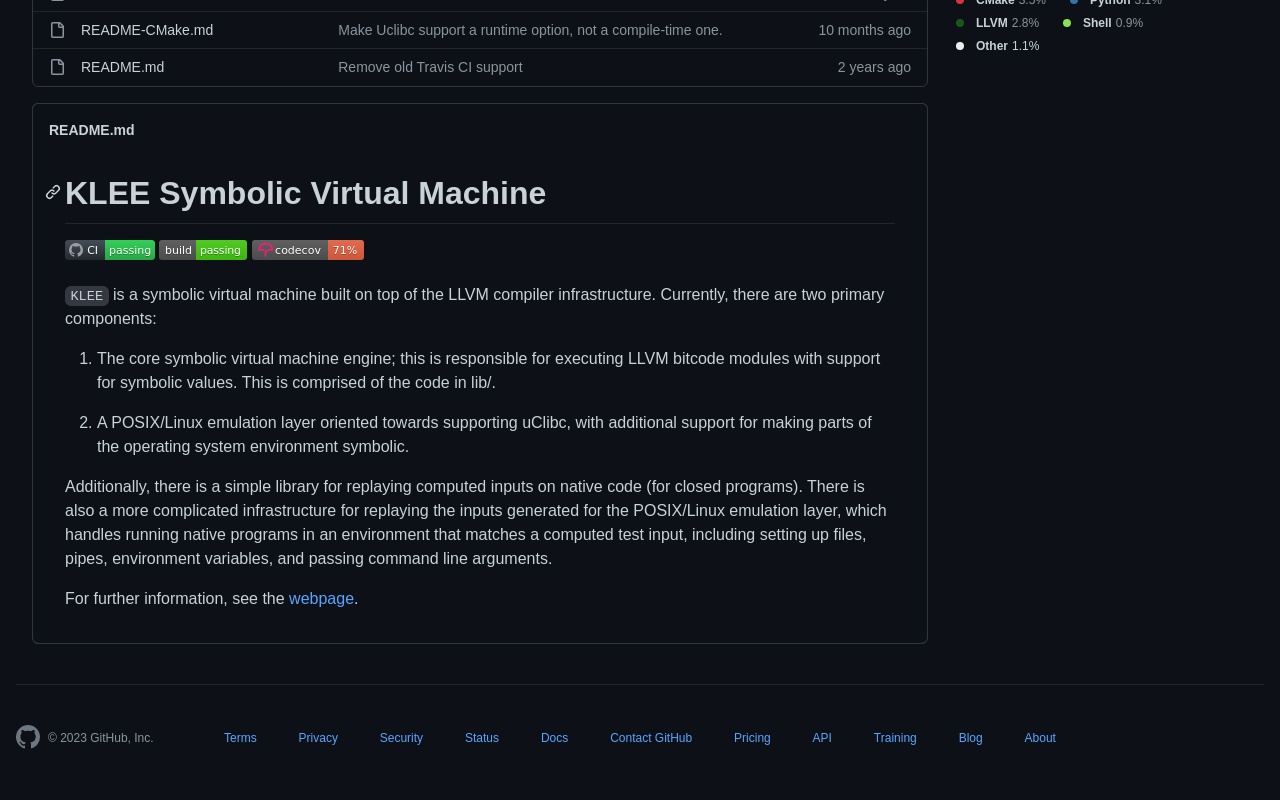 CMake 3.5% Python 3.1%
README-CMake.md Make Uclibc support a runtime option, not a compile-time one. 10 months ago
LLVM 2.8% Shell 0.9%
Other 1.1%
README.md Remove old Travis CI support 2 years ago
README.md
KLEE Symbolic Virtual Machine
CI passing build passing codecov 71%
KLEE is a symbolic virtual machine built on top of the LLVM compiler infrastructure. Currently, there are two primary
components:
1. The core symbolic virtual machine engine; this is responsible for executing LLVM bitcode modules with support
for symbolic values. This is comprised of the code in lib/.
2. A POSIX/Linux emulation layer oriented towards supporting uClibc, with additional support for making parts of
the operating system environment symbolic.
Additionally, there is a simple library for replaying computed inputs on native code (for closed programs). There is
also a more complicated infrastructure for replaying the inputs generated for the POSIX/Linux emulation layer, which
handles running native programs in an environment that matches a computed test input, including setting up files,
pipes, environment variables, and passing command line arguments.
For further information, see the webpage.
© 2023 GitHub, Inc. Terms Privacy Security Status Docs Contact GitHub Pricing API Training Blog About